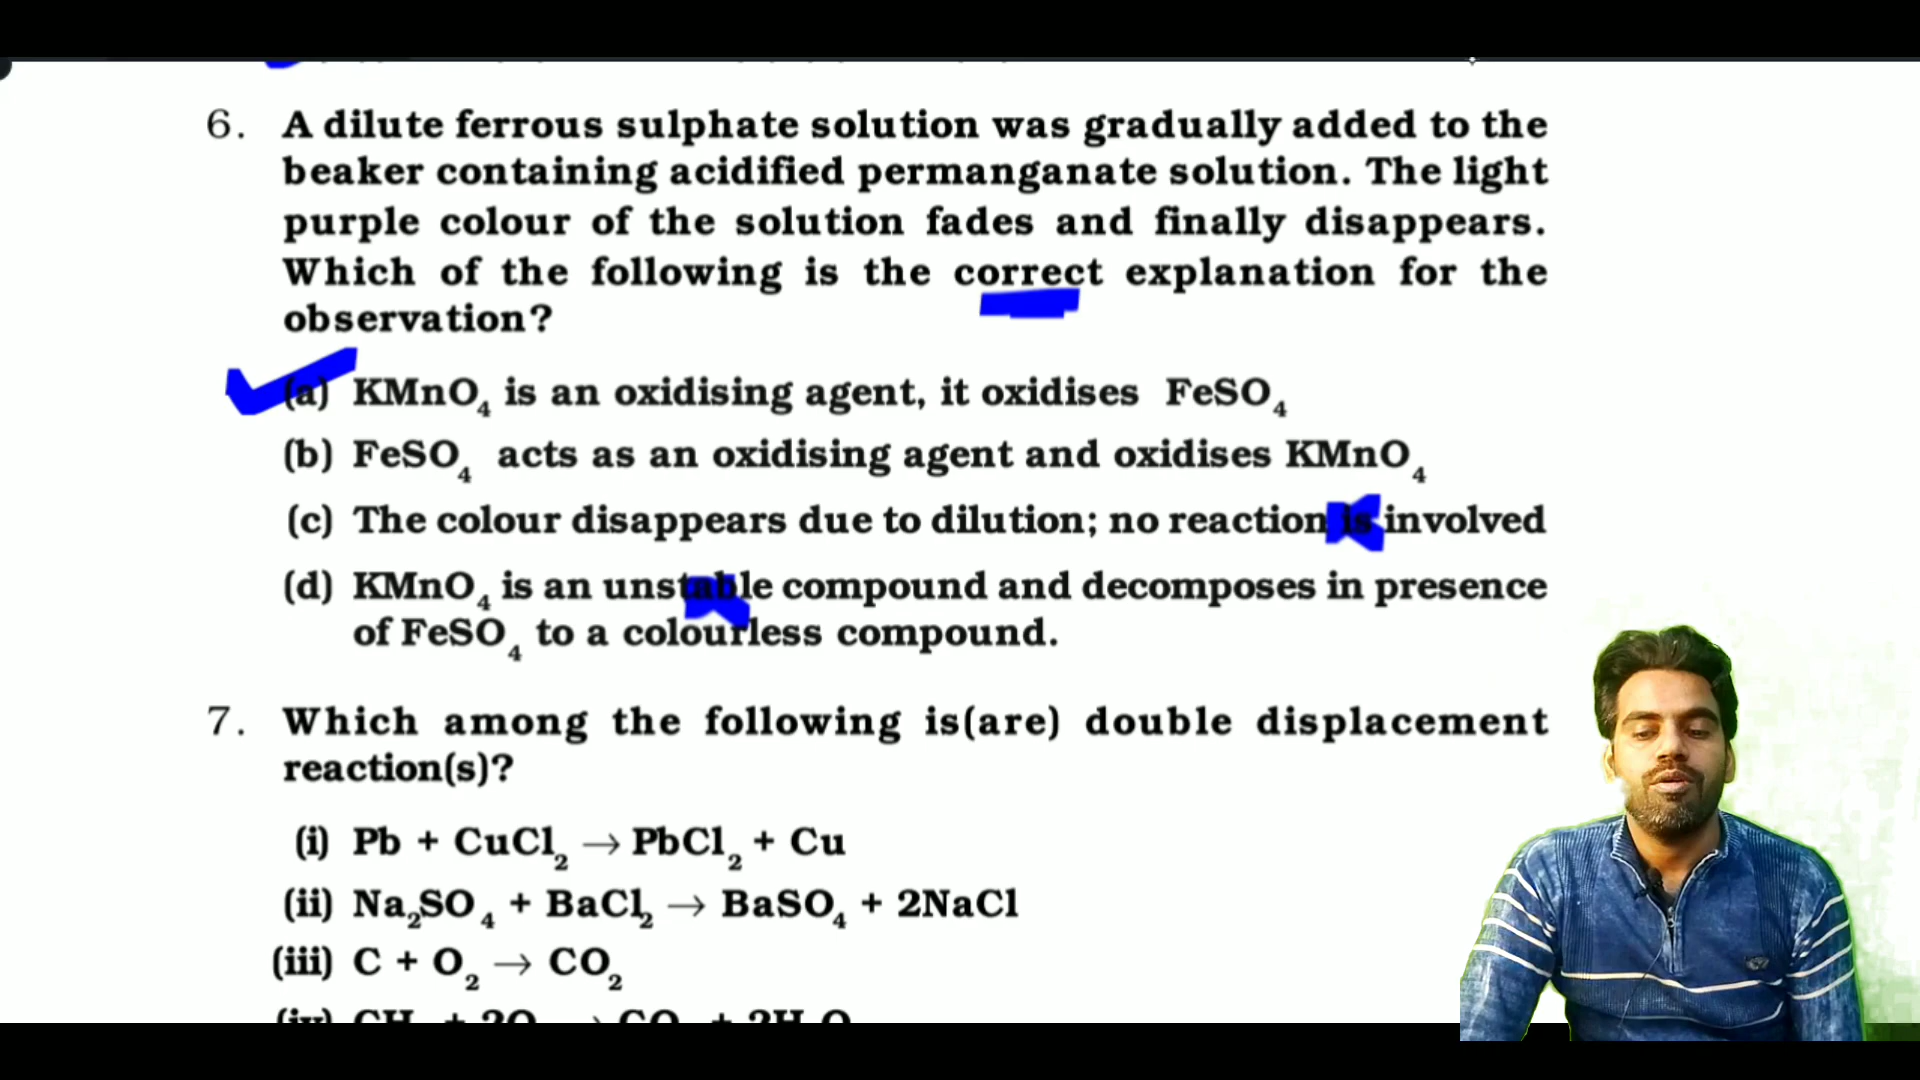 6. A dilute ferrous sulphate solution was gradually added to the
beaker containing acidified permanganate solution. The light
purple colour of the solution fades and finally disappears.
Which of the following is the correct explanation for the
observation?
(a) KMnO₄ is an oxidising agent, it oxidises FeSO₄
(b) FeSO₄ acts as an oxidising agent and oxidises KMnO₄
(c) The colour disappears due to dilution; no reaction is involved
(d) KMnO₄ is an unstable compound and decomposes in presence
of FeSO₄ to a colourless compound.
7. Which among the following is(are) double displacement
reaction(s)?
(i) Pb + CuCl₂ → PbCl₂ + Cu
(ii) Na₂SO₄ + BaCl₂ → BaSO₄ + 2NaCl
(iii) C + O₂ → CO₂